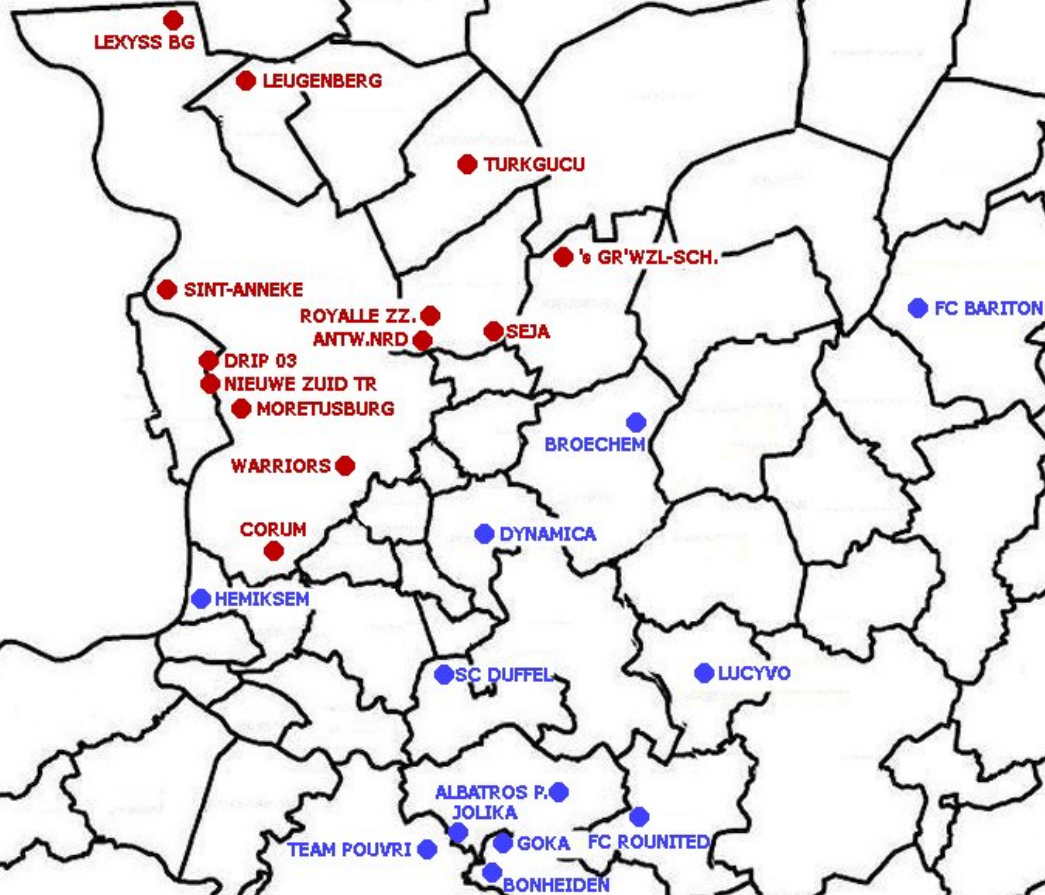 LEXYSS BG
LEUGENBERG
TURKGUCU
's GR'WZL-SCH.
SINT-ANNEKE
FC BARITON
ROYALLE ZZ.
SEJA
ANTW.NRD
DRIP 03
NIEUWE ZUID TR
MORETUSBURG
BROECHEM
WARRIORS
CORUM
DYNAMICA
HEMIKSEM
SC DUFFEL
LUCYVO
ALBATROS P.
JOLIKA
GOKA
FC ROUNITED
TEAM POUVRI
BONHEIDEN